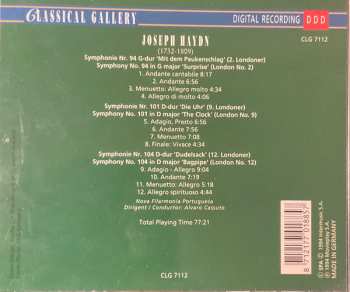 CLASSICAL GALLERY
DIGITAL RECORDING DDD
CLG 7112
JOSEPH HAYDN
(1732-1809)
Symphonie Nr. 94 G-dur 'Mit dem Paukenschlag' (2. Londoner)
Symphony No. 94 in G major 'Surprise' (London No. 2)
1. Andante cantabile 8:17
2. Andante 6:56
3. Menuetto: Allegro molto 4:34
4. Allegro di molto 4:06
Symphonie Nr. 101 D-dur 'Die Uhr' (9. Londoner)
Symphony No. 101 in D major 'The Clock' (London No. 9)
5. Adagio, Presto 6:56
6. Andante 7:56
7. Menuetto 7:08
8. Finale: Vivace 4:34
Symphonie Nr. 104 D-dur 'Dudelsack' (12. Londoner)
Symphony No. 104 in D major 'Bagpipe' (London No. 12)
9. Adagio - Allegro 9:04
10. Andante 7:19
11. Menuetto: Allegro 5:18
12. Allegro spirituoso 4:44
Nova Filarmonia Portuguesa
Dirigent / Conductor: Alvaro Cassuto
Total Playing Time 77:21
CLG 7112
MADE IN GERMANY